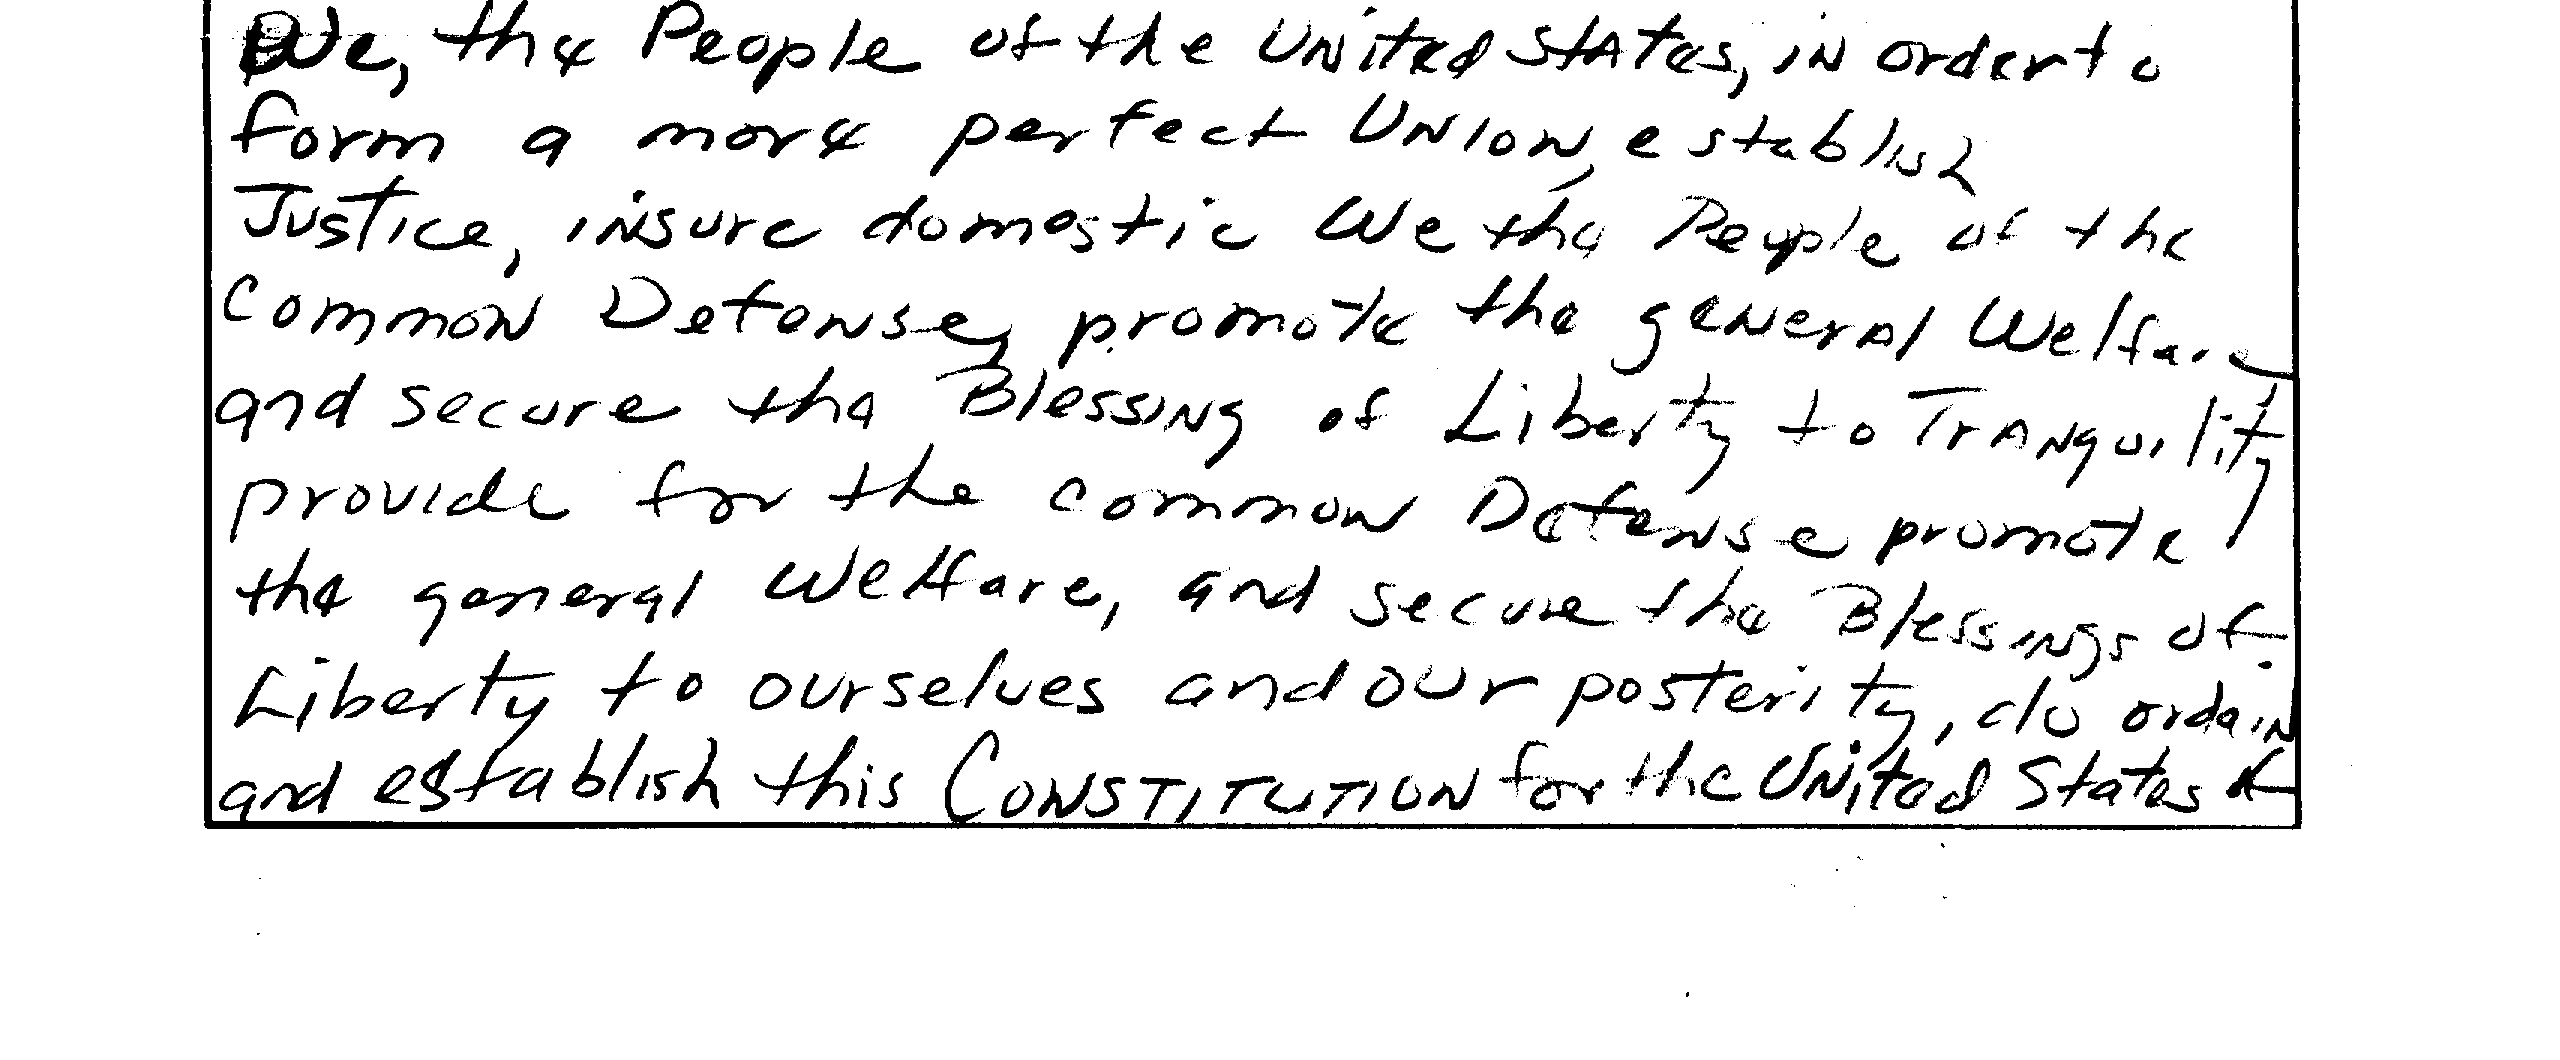 We, the People of the United States, in order to
form a more perfect Union, establish
Justice, insure domestic We the People of the
Common Defense, promote the general Welfare,
and secure the Blessing of Liberty to Tranquility
provide for the common Defense promote
the general Welfare, and secure the Blessings of
Liberty to ourselves and our posterity, do ordain
and establish this Constitution for the United States of